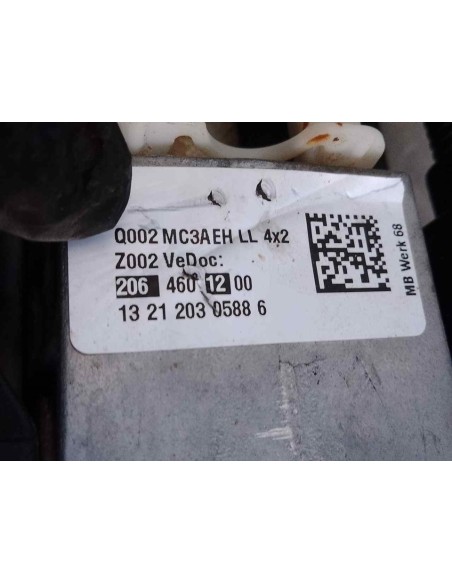 Q002 MC3AEH LL 4x2
Z002 VeDoc:
206 460 12 00
13 21 203 0588 6
MB Werk 68